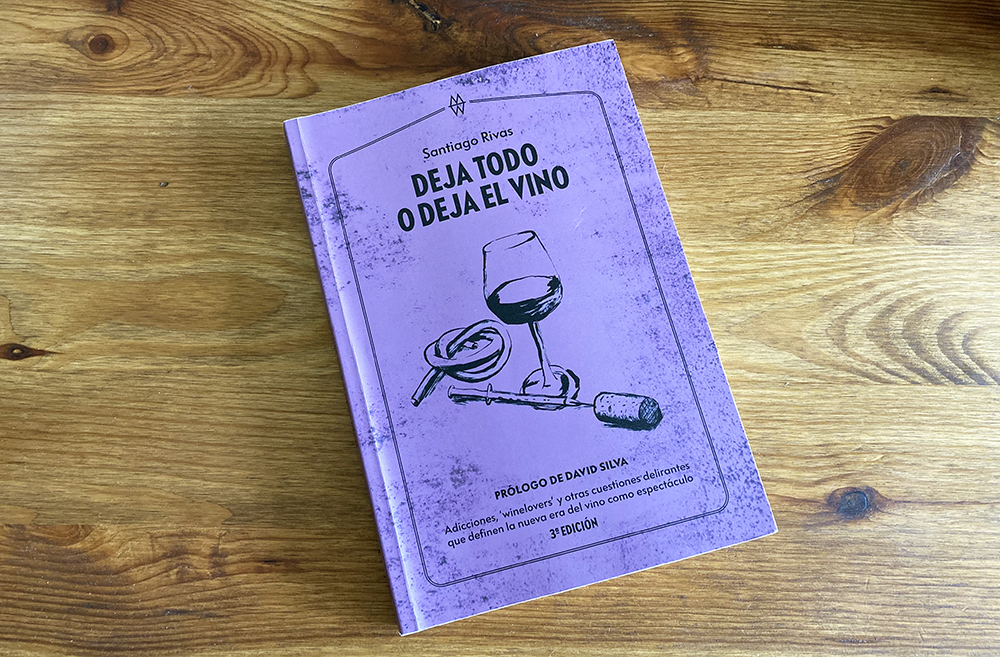 Santiago Rivas
DEJA TODO
O DEJA EL VINO
PRÓLOGO DE DAVID SILVA
Adicciones, 'winelovers' y otras cuestiones delirantes
que definen la nueva era del vino como espectáculo
3ª EDICIÓN